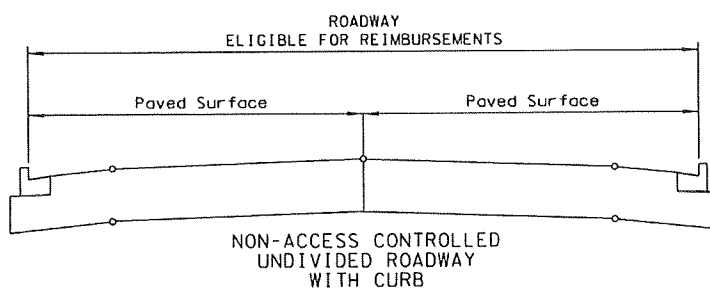 ROADWAY
ELIGIBLE FOR REIMBURSEMENTS
Paved Surface
Paved Surface
NON-ACCESS CONTROLLED
UNDIVIDED ROADWAY
WITH CURB